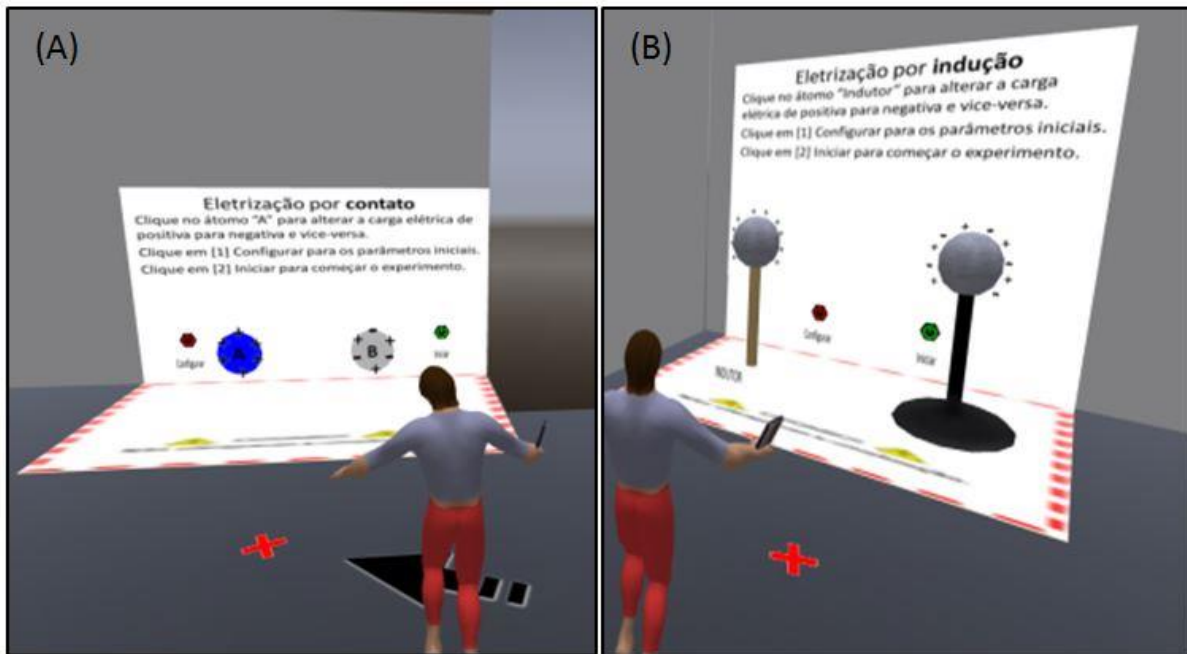 (A)
Eletrização por contato
Clique no átomo "A" para alterar a carga elétrica de
positiva para negativa e vice-versa.
Clique em [1] Configurar para os parâmetros iniciais.
Clique em [2] Iniciar para começar o experimento.
Configurar
A
B
Iniciar
(B)
Eletrização por indução
Clique no átomo "Indutor" para alterar a carga
elétrica de positiva para negativa e vice-versa.
Clique em [1] Configurar para os parâmetros iniciais.
Clique em [2] Iniciar para começar o experimento.
Configurar
Iniciar
INDUTOR